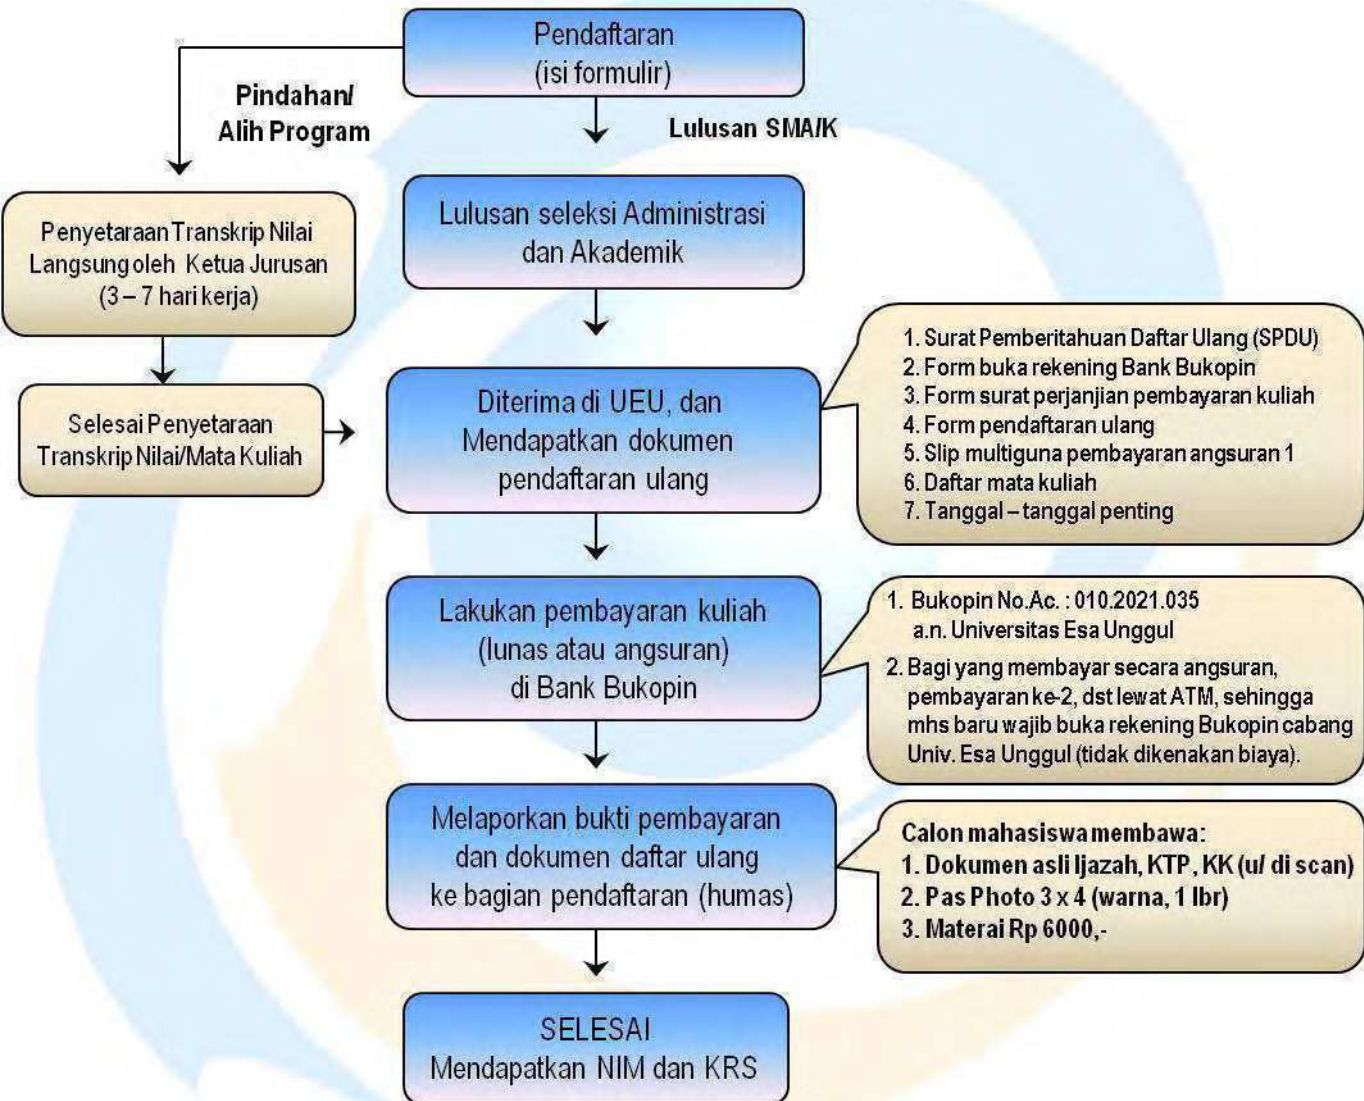 Pendaftaran
(isi formulir)
Pindahan/
Alih Program
Lulusan SMA/K
Penyetaraan Transkrip Nilai
Langsung oleh Ketua Jurusan
(3 – 7 hari kerja)
Lulusan seleksi Administrasi
dan Akademik
Selesai Penyetaraan
Transkrip Nilai/Mata Kuliah
Diterima di UEU, dan
Mendapatkan dokumen
pendaftaran ulang
1. Surat Pemberitahuan Daftar Ulang (SPDU)
2. Form buka rekening Bank Bukopin
3. Form surat perjanjian pembayaran kuliah
4. Form pendaftaran ulang
5. Slip multiguna pembayaran angsuran 1
6. Daftar mata kuliah
7. Tanggal – tanggal penting
Lakukan pembayaran kuliah
(lunas atau angsuran)
di Bank Bukopin
1. Bukopin No.Ac. : 010.2021.035
a.n. Universitas Esa Unggul
2. Bagi yang membayar secara angsuran,
pembayaran ke-2, dst lewat ATM, sehingga
mhs baru wajib buka rekening Bukopin cabang
Univ. Esa Unggul (tidak dikenakan biaya).
Melaporkan bukti pembayaran
dan dokumen daftar ulang
ke bagian pendaftaran (humas)
Calon mahasiswa membawa:
1. Dokumen asli Ijazah, KTP, KK (u/ di scan)
2. Pas Photo 3 x 4 (warna, 1 lbr)
3. Materai Rp 6000,-
SELESAI
Mendapatkan NIM dan KRS